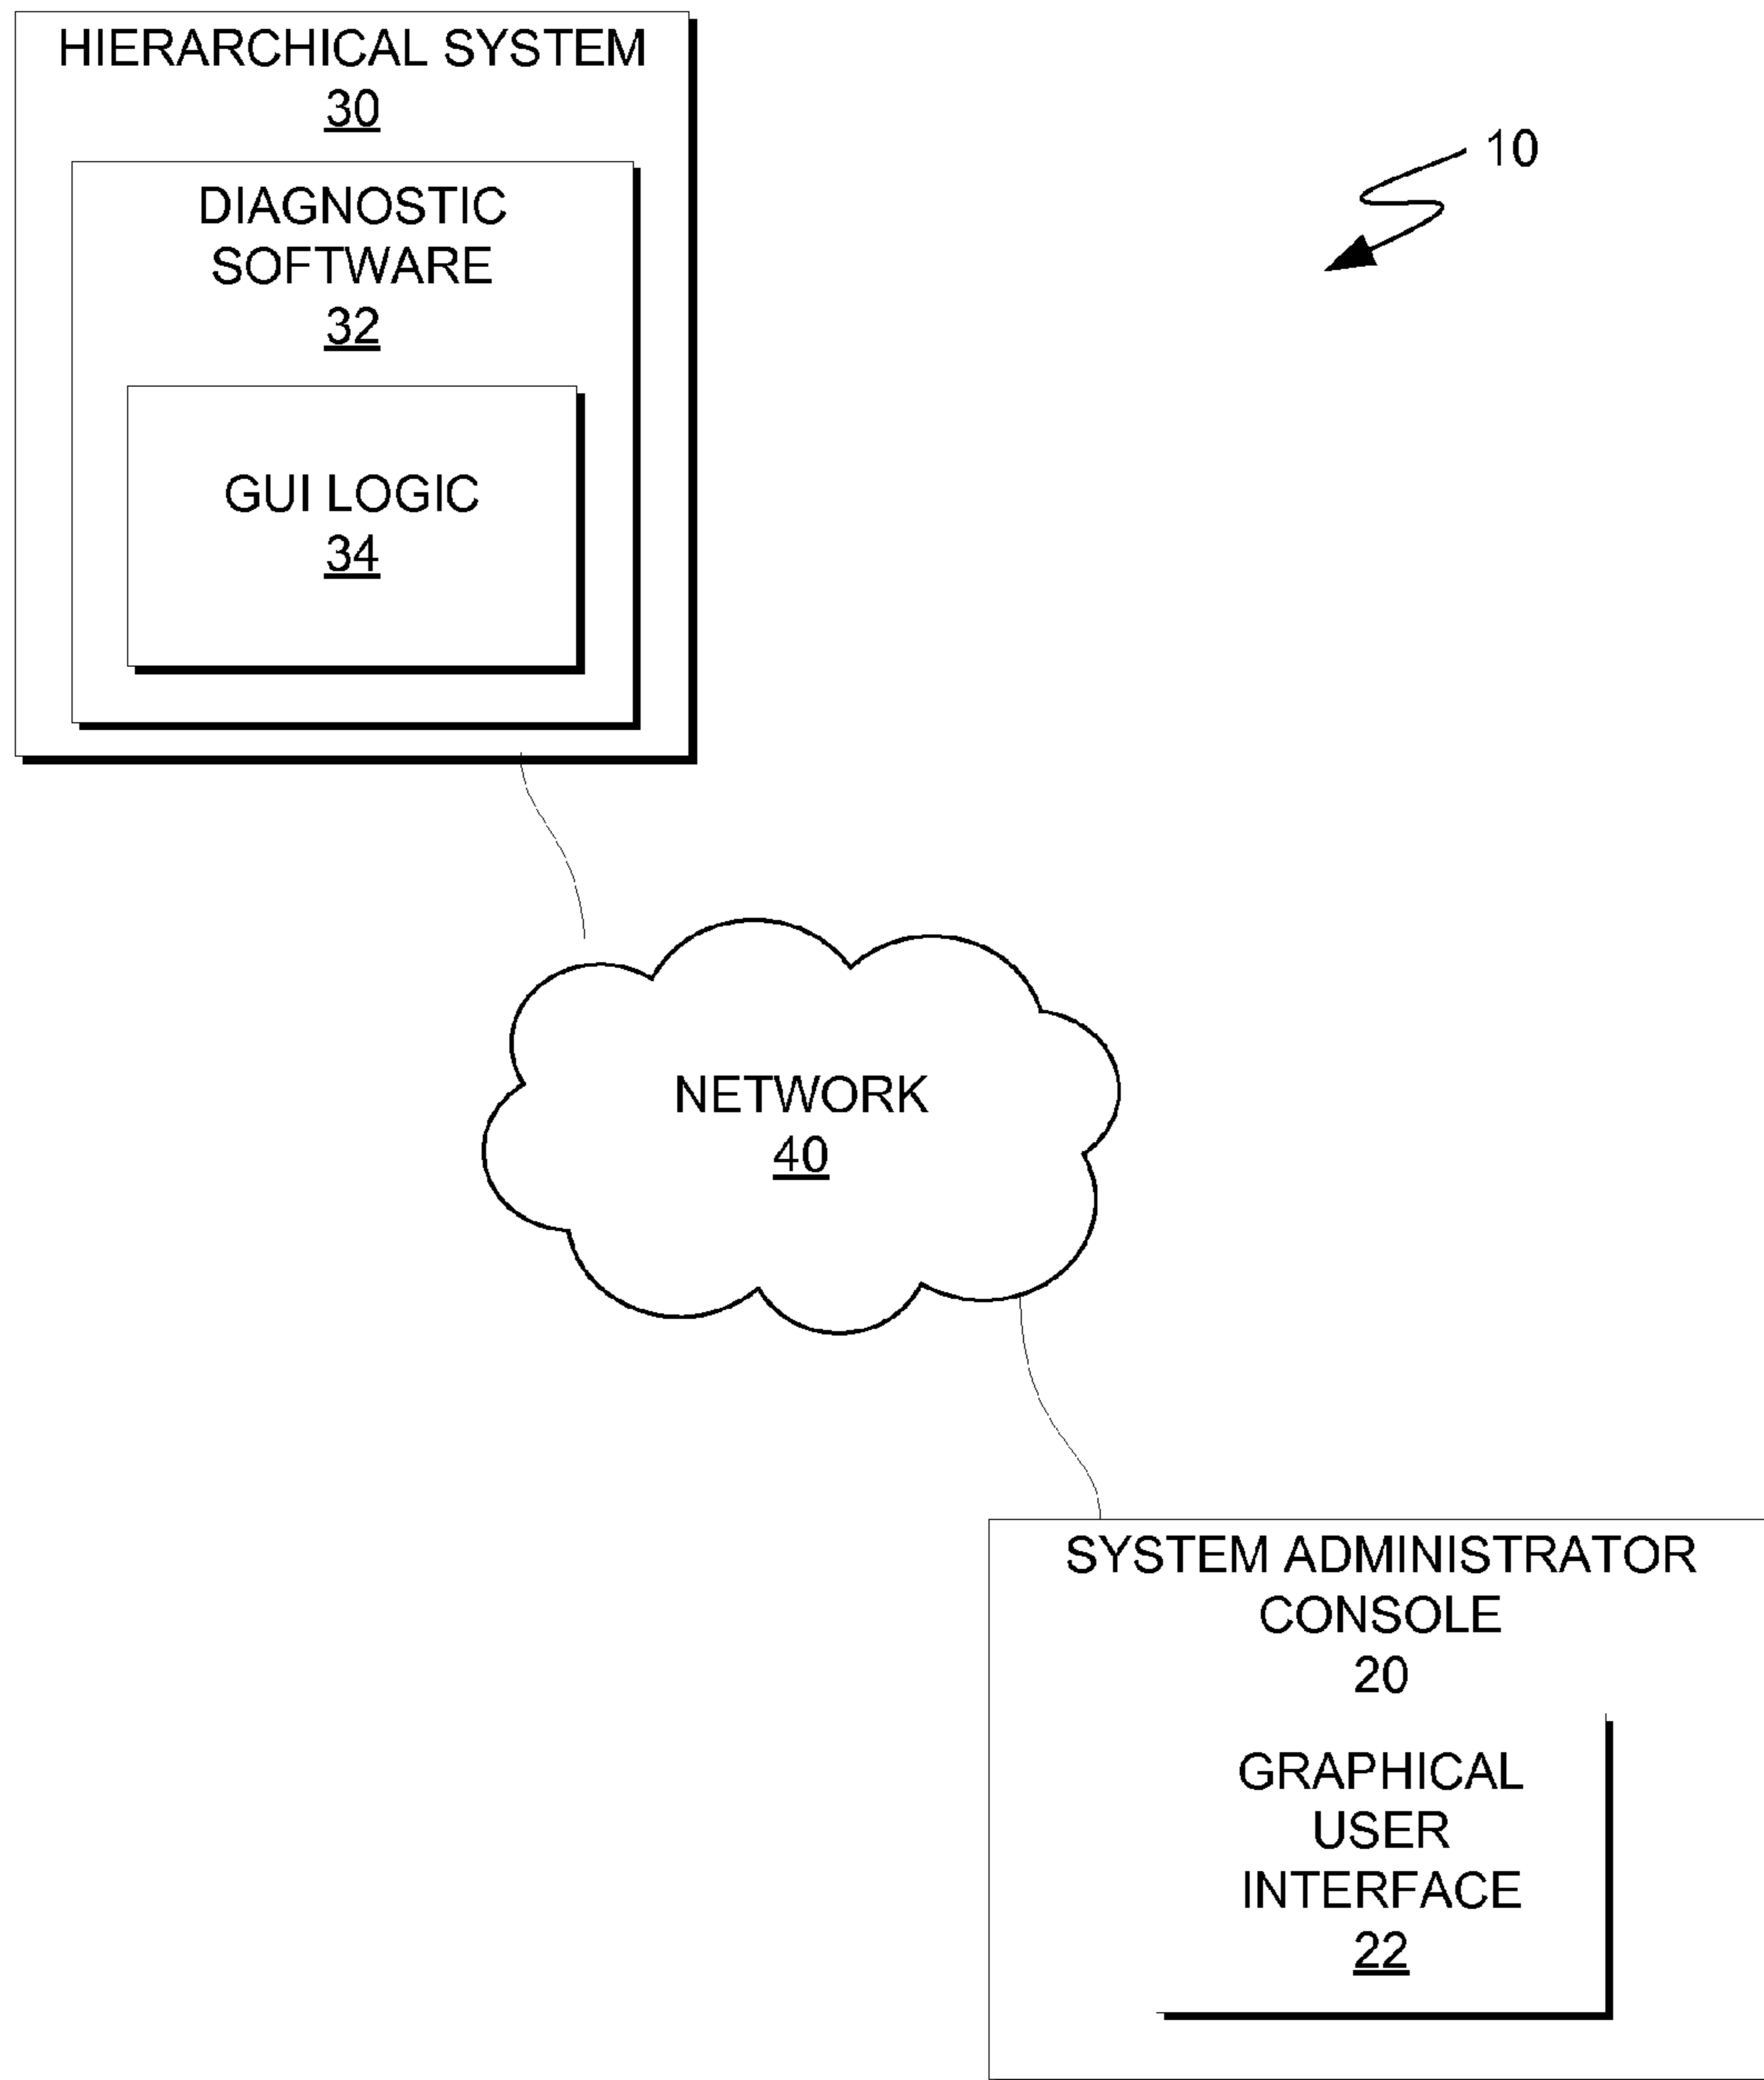 HIERARCHICAL SYSTEM
30
10
DIAGNOSTIC
SOFTWARE
32
GUI LOGIC
34
NETWORK
40
SYSTEM ADMINISTRATOR
CONSOLE
20
GRAPHICAL
USER
INTERFACE
22